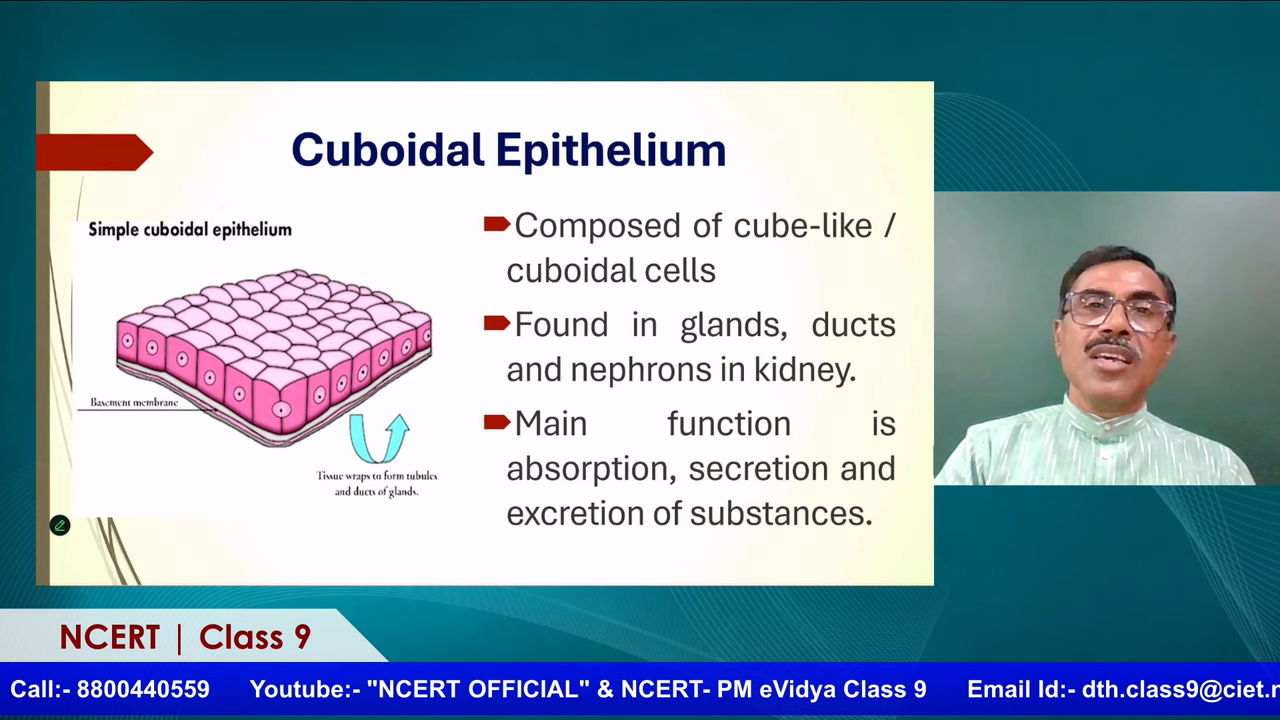 Cuboidal Epithelium
Simple cuboidal epithelium
Basement membrane
Tissue wraps to form tubules
and ducts of glands.
Composed of cube-like /
cuboidal cells
Found in glands, ducts
and nephrons in kidney.
Main function is
absorption, secretion and
excretion of substances.
NCERT | Class 9
Call:- 8800440559 Youtube:- "NCERT OFFICIAL" & NCERT- PM eVidya Class 9 Email Id:- dth.class9@ciet.